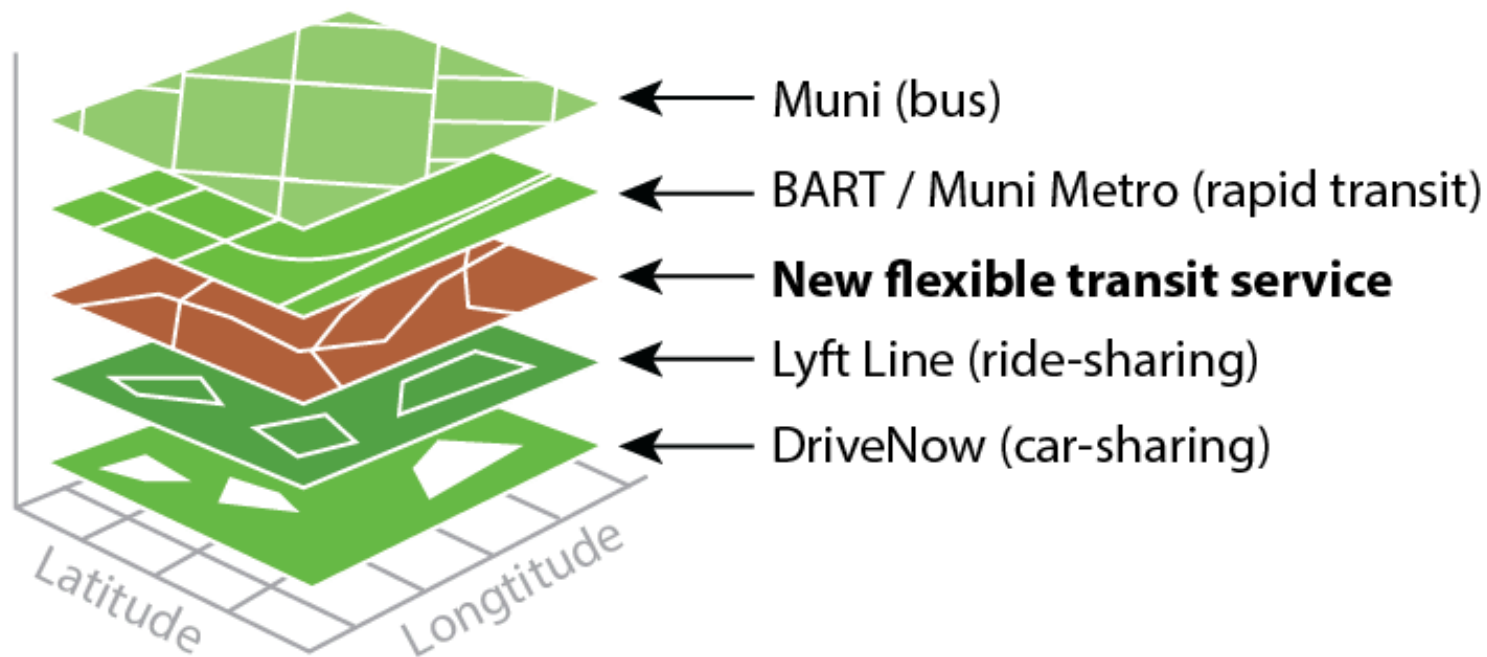 Muni (bus)
BART / Muni Metro (rapid transit)
New flexible transit service
Lyft Line (ride-sharing)
DriveNow (car-sharing)
Latitude
Longtitude